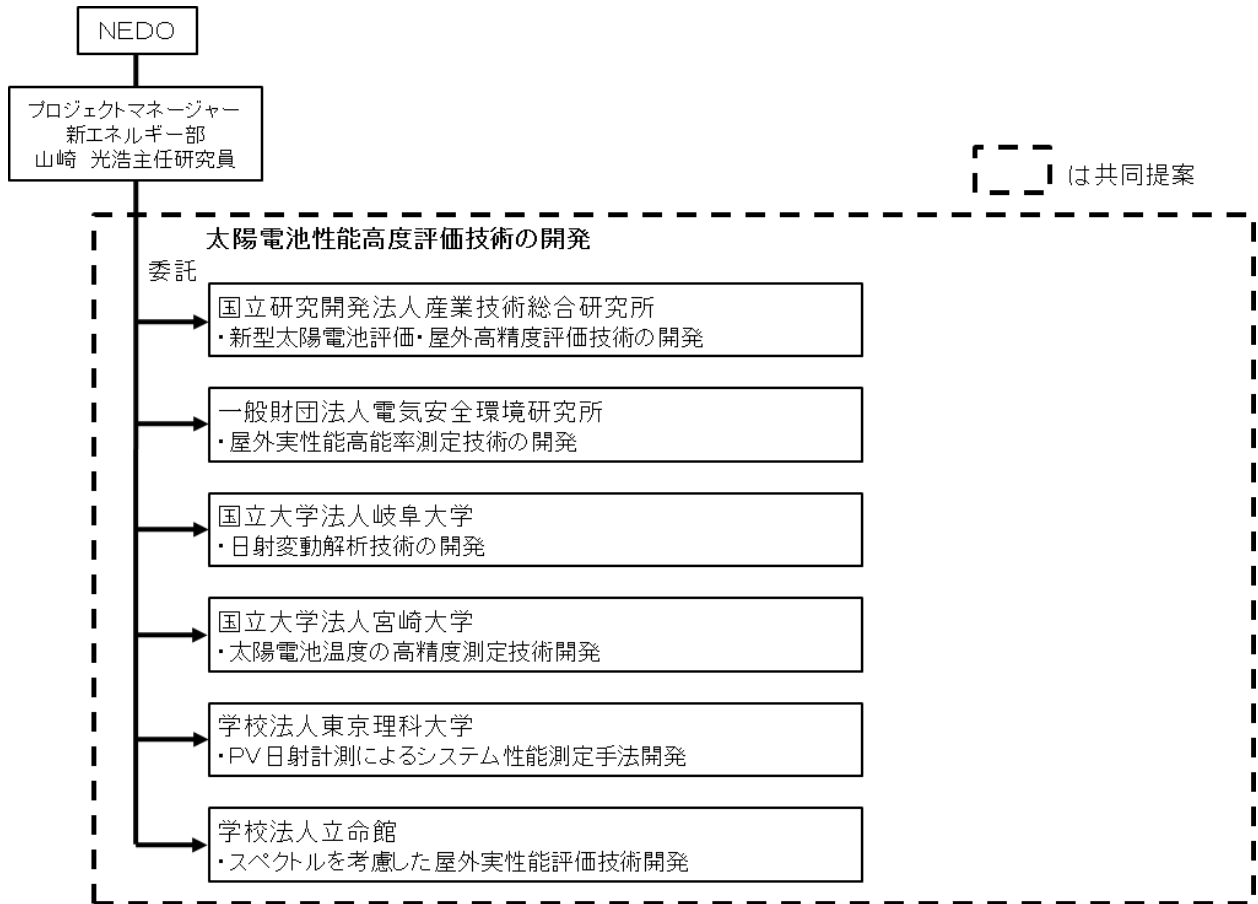 NEDO
プロジェクトマネージャー
新エネルギー部
山崎 光浩主任研究員
は共同提案
太陽電池性能高度評価技術の開発
委託
国立研究開発法人産業技術総合研究所
・新型太陽電池評価・屋外高精度評価技術の開発
一般財団法人電気安全環境研究所
・屋外実性能高能率測定技術の開発
国立大学法人岐阜大学
・日射変動解析技術の開発
国立大学法人宮崎大学
・太陽電池温度の高精度測定技術開発
学校法人東京理科大学
・PV日射計測によるシステム性能測定手法開発
学校法人立命館
・スペクトルを考慮した屋外実性能評価技術開発